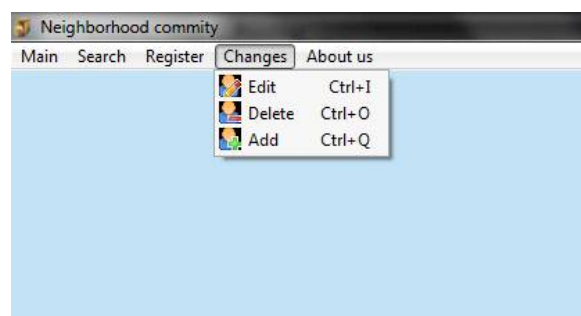 Neighborhood commity
Main Search Register Changes About us
Edit Ctrl+I
Delete Ctrl+O
Add Ctrl+Q